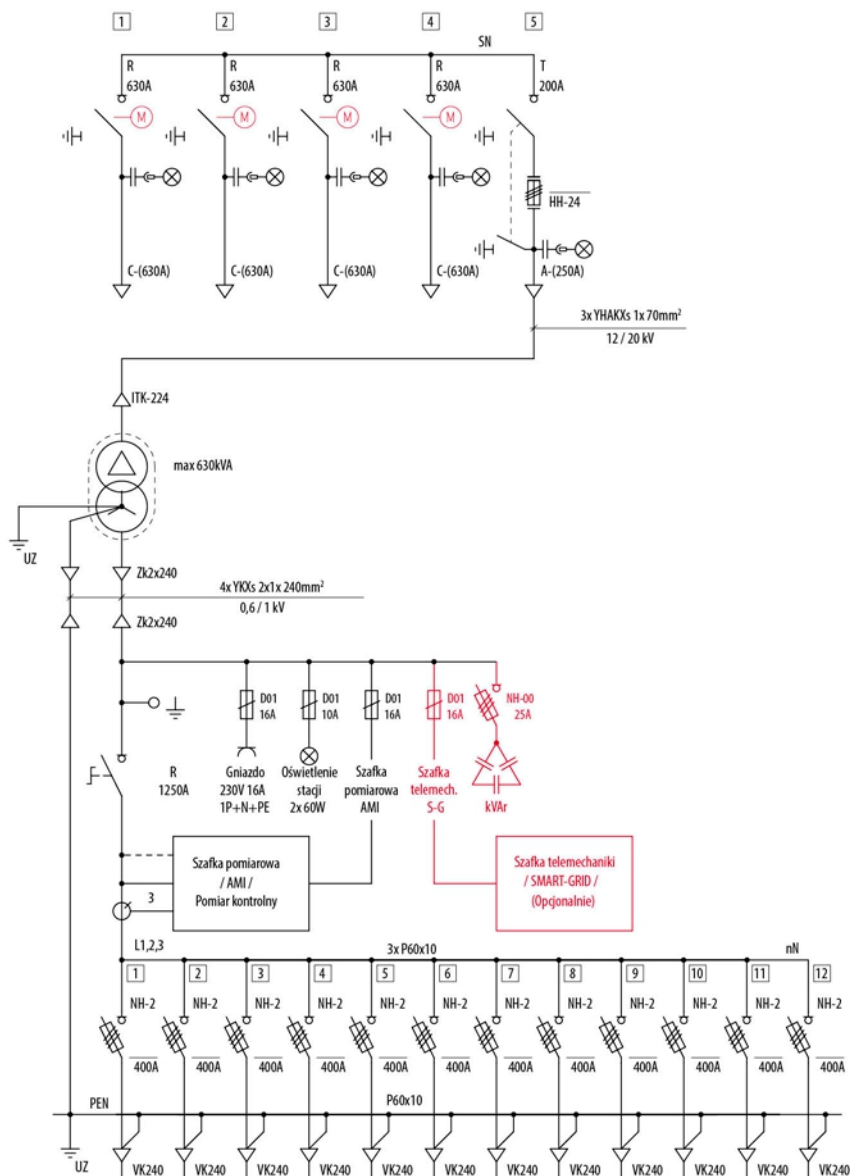 1 2 3 4 5
SN
R R R R T
630A 630A 630A 630A 200A
M M M M
HH-24
C-(630A) C-(630A) C-(630A) C-(630A) A-(250A)
3x YHAKXs 1x 70mm²
12 / 20 kV
ITK-224
max 630kVA
UZ
Zk2x240
4x YKXs 2x1x 240mm²
0,6 / 1 kV
Zk2x240
D01 D01 D01 D01 NH-00
16A 10A 16A 16A 25A
R
1250A
Gniazdo
230V 16A
1P+N+PE
Oświetlenie
stacji
2x 60W
Szafka
pomiarowa
AMI
Szafka
telemech.
S-G
kVAr
Szafka pomiarowa
/ AMI /
Pomiar kontrolny
Szafka telemechaniki
/ SMART-GRID /
(Opcjonalnie)
3
L1,2,3
3x P60x10
nN
1 2 3 4 5 6 7 8 9 10 11 12
NH-2 NH-2 NH-2 NH-2 NH-2 NH-2 NH-2 NH-2 NH-2 NH-2 NH-2 NH-2
400A 400A 400A 400A 400A 400A 400A 400A 400A 400A 400A 400A
PEN
P60x10
UZ
VK240 VK240 VK240 VK240 VK240 VK240 VK240 VK240 VK240 VK240 VK240 VK240